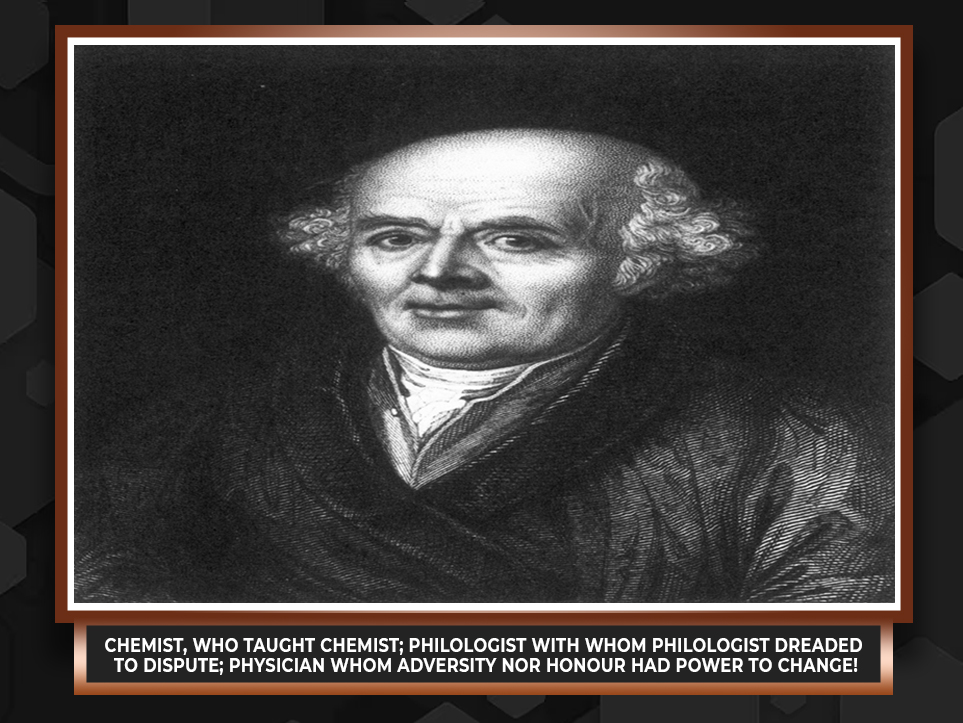 CHEMIST, WHO TAUGHT CHEMIST; PHILOLOGIST WITH WHOM PHILOLOGIST DREADED
TO DISPUTE; PHYSICIAN WHOM ADVERSITY NOR HONOUR HAD POWER TO CHANGE!